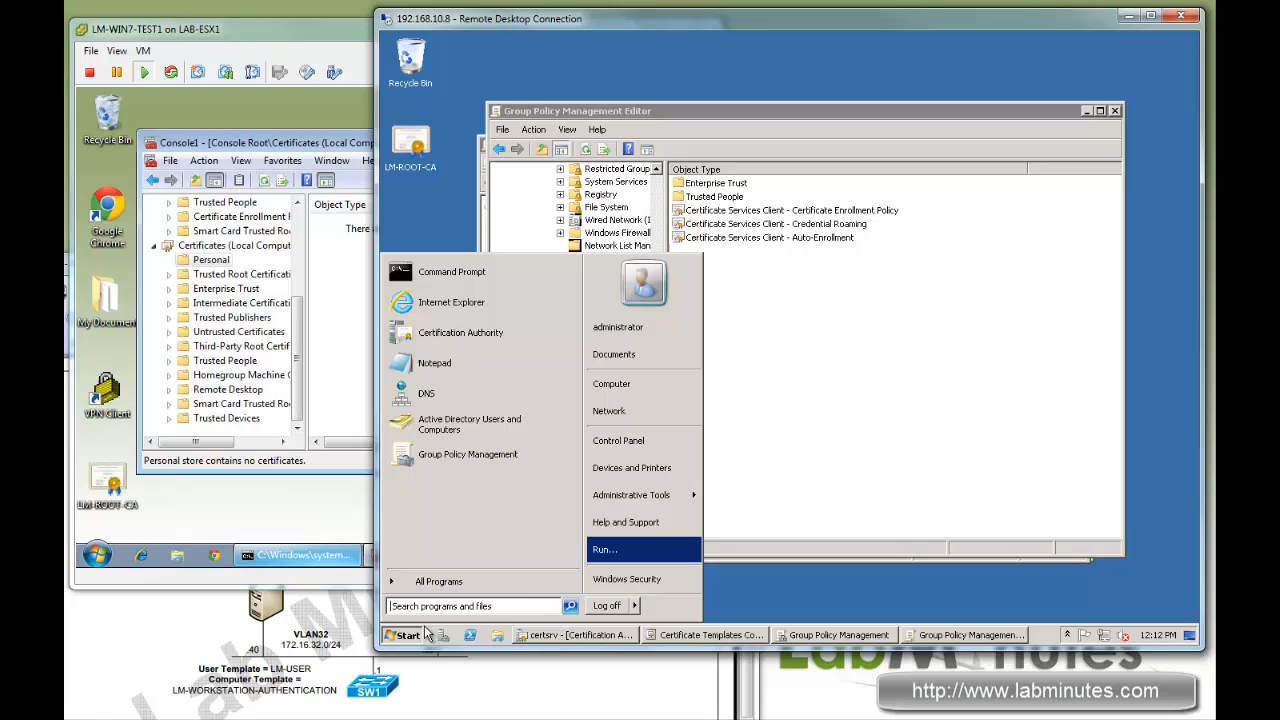 192.168.10.8 - Remote Desktop Connection
LM-WIN7-TEST1 on LAB-ESX1
File View VM
Recycle Bin
Google
Chrome
My Document
VPN Client
LM-ROOT-CA
Console1 - [Console Root\Certificates (Local Comp
File Action View Favorites Window He
Trusted People
Certificate Enrollment
Smart Card Trusted Ro
Certificates (Local Comput
Personal
Trusted Root Certificati
Enterprise Trust
Intermediate Certificati
Trusted Publishers
Untrusted Certificates
Third-Party Root Certif
Trusted People
Homegroup Machine C
Remote Desktop
Smart Card Trusted Ro
Trusted Devices
Object Type
There
Personal store contains no certificates.
C:\Windows\system...
Recycle Bin
LM-ROOT-CA
Group Policy Management Editor
File Action View Help
Restricted Group
System Services
Registry
File System
Wired Network (I
Windows Firewall
Network List Man
Object Type
Enterprise Trust
Trusted People
Certificate Services Client - Certificate Enrollment Policy
Certificate Services Client - Credential Roaming
Certificate Services Client - Auto-Enrollment
Command Prompt
Internet Explorer
Certification Authority
Notepad
DNS
Active Directory Users and
Computers
Group Policy Management
All Programs
Search programs and files
administrator
Documents
Computer
Network
Control Panel
Devices and Printers
Administrative Tools
Help and Support
Run...
Windows Security
Log off
Start
certsrv - [Certification A...
Certificate Templates Co...
Group Policy Management
Group Policy Managemen...
12:12 PM
VLAN32
172.16.32.0/24
.40
.1
User Template = LM-USER
Computer Template =
LM-WORKSTATION-AUTHENTICATION
SW1
Lab M
LabMinutes
http://www.labminutes.com